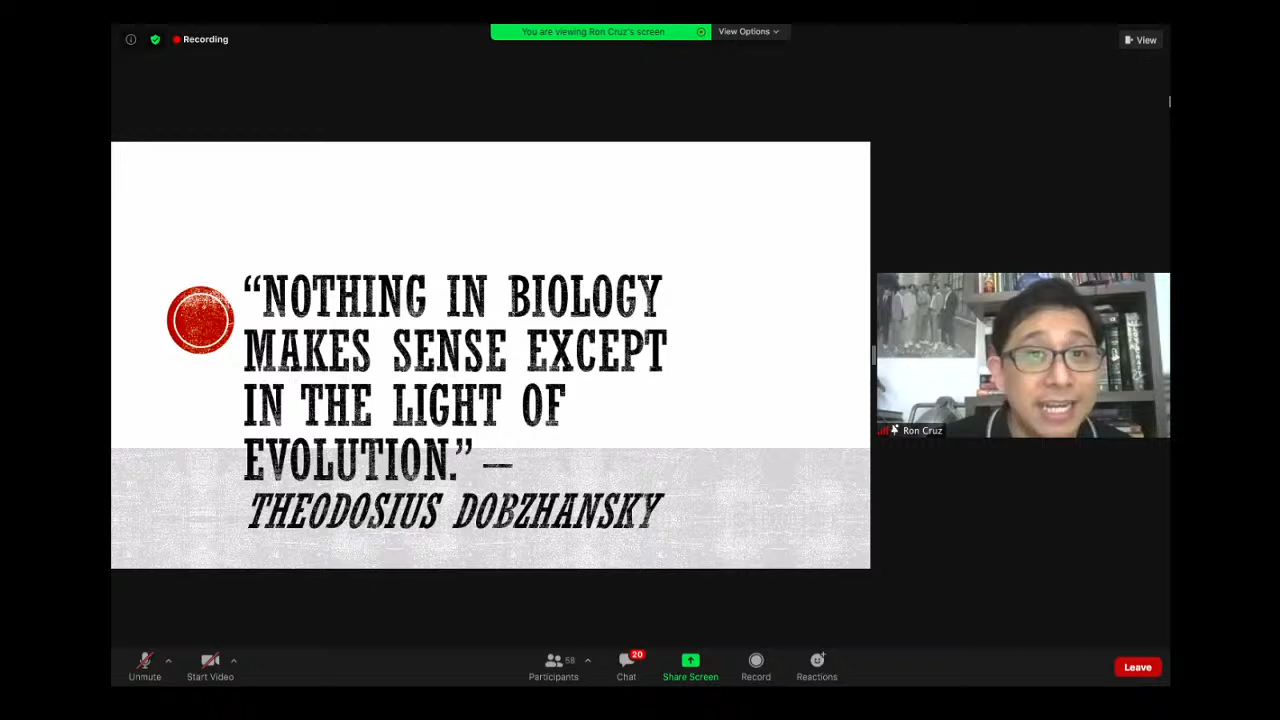 You are viewing Ron Cruz's screen
View Options
Recording
View
“NOTHING IN BIOLOGY
MAKES SENSE EXCEPT
IN THE LIGHT OF
EVOLUTION.” –
THEODOSIUS DOBZHANSKY
Ron Cruz
Unmute
Start Video
58
Participants
20
Chat
Share Screen
Record
Reactions
Leave